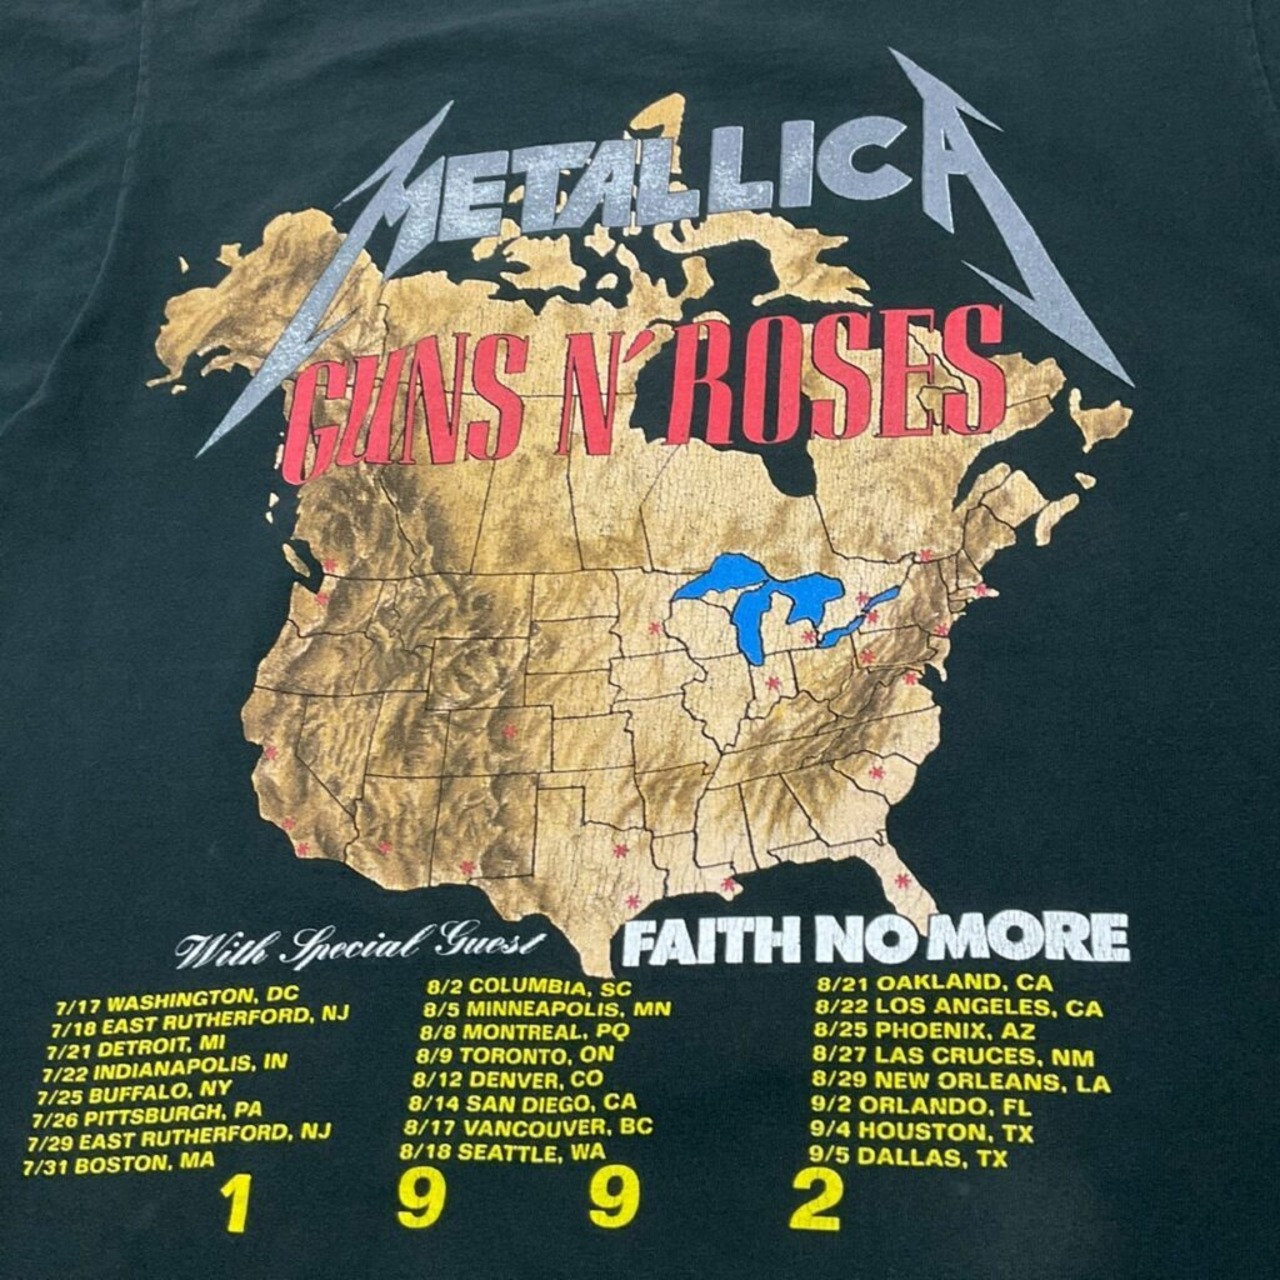 METALLICA
GUNS N' ROSES
With Special Guest FAITH NO MORE
7/17 WASHINGTON, DC
7/18 EAST RUTHERFORD, NJ
7/21 DETROIT, MI
7/22 INDIANAPOLIS, IN
7/25 BUFFALO, NY
7/26 PITTSBURGH, PA
7/29 EAST RUTHERFORD, NJ
7/31 BOSTON, MA
8/2 COLUMBIA, SC
8/5 MINNEAPOLIS, MN
8/8 MONTREAL, PQ
8/9 TORONTO, ON
8/12 DENVER, CO
8/14 SAN DIEGO, CA
8/17 VANCOUVER, BC
8/18 SEATTLE, WA
8/21 OAKLAND, CA
8/22 LOS ANGELES, CA
8/25 PHOENIX, AZ
8/27 LAS CRUCES, NM
8/29 NEW ORLEANS, LA
9/2 ORLANDO, FL
9/4 HOUSTON, TX
9/5 DALLAS, TX
1 9 9 2